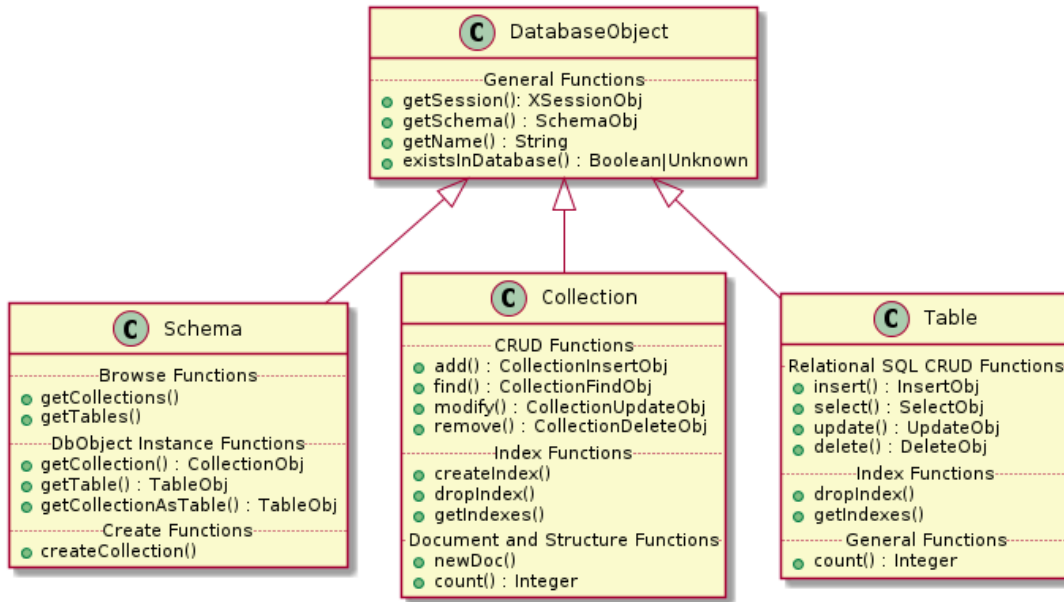 C DatabaseObject
General Functions
getSession(): XSessionObj
getSchema() : SchemaObj
getName() : String
existsInDatabase() : Boolean|Unknown
C Schema
Browse Functions
getCollections()
getTables()
DbObject Instance Functions
getCollection() : CollectionObj
getTable() : TableObj
getCollectionAsTable() : TableObj
Create Functions
createCollection()
C Collection
CRUD Functions
add() : CollectionInsertObj
find() : CollectionFindObj
modify() : CollectionUpdateObj
remove() : CollectionDeleteObj
Index Functions
createIndex()
dropIndex()
getIndexes()
Document and Structure Functions
newDoc()
count() : Integer
C Table
Relational SQL CRUD Functions
insert() : InsertObj
select() : SelectObj
update() : UpdateObj
delete() : DeleteObj
Index Functions
dropIndex()
getIndexes()
General Functions
count() : Integer